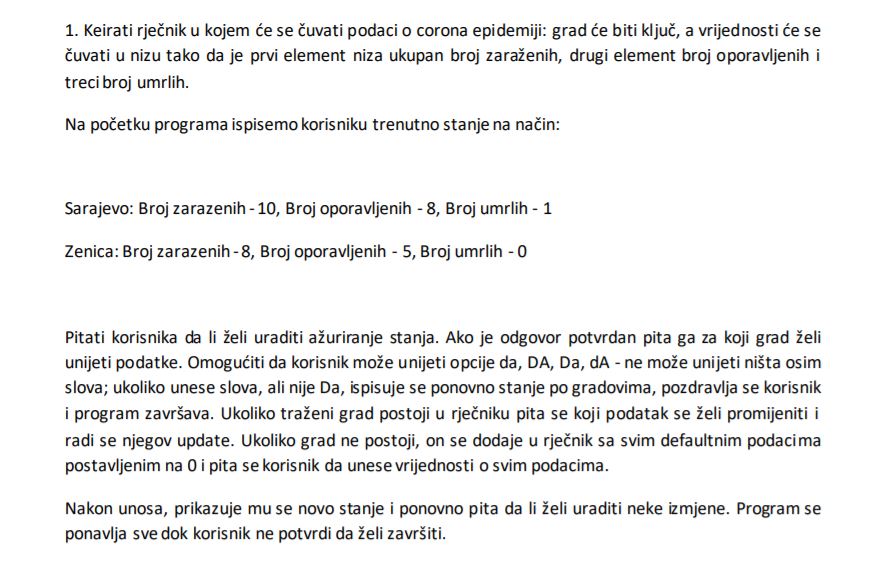 1. Keirati rječnik u kojem će se čuvati podaci o corona epidemiji: grad će biti ključ, a vrijednosti će se
čuvati u nizu tako da je prvi element niza ukupan broj zaraženih, drugi element broj oporavljenih i
treci broj umrlih.
Na početku programa ispisemo korisniku trenutno stanje na način:
Sarajevo: Broj zarazenih - 10, Broj oporavljenih - 8, Broj umrlih - 1
Zenica: Broj zarazenih - 8, Broj oporavljenih - 5, Broj umrlih - 0
Pitati korisnika da li želi uraditi ažuriranje stanja. Ako je odgovor potvrdan pita ga za koji grad želi
unijeti podatke. Omogućiti da korisnik može unijeti opcije da, DA, Da, dA - ne može unijeti ništa osim
slova; ukoliko unese slova, ali nije Da, ispisuje se ponovno stanje po gradovima, pozdravlja se korisnik
i program završava. Ukoliko traženi grad postoji u rječniku pita se koji podatak se želi promijeniti i
radi se njegov update. Ukoliko grad ne postoji, on se dodaje u rječnik sa svim defaultnim podacima
postavljenim na 0 i pita se korisnik da unese vrijednosti o svim podacima.
Nakon unosa, prikazuje mu se novo stanje i ponovno pita da li želi uraditi neke izmjene. Program se
ponavlja sve dok korisnik ne potvrdi da želi završiti.